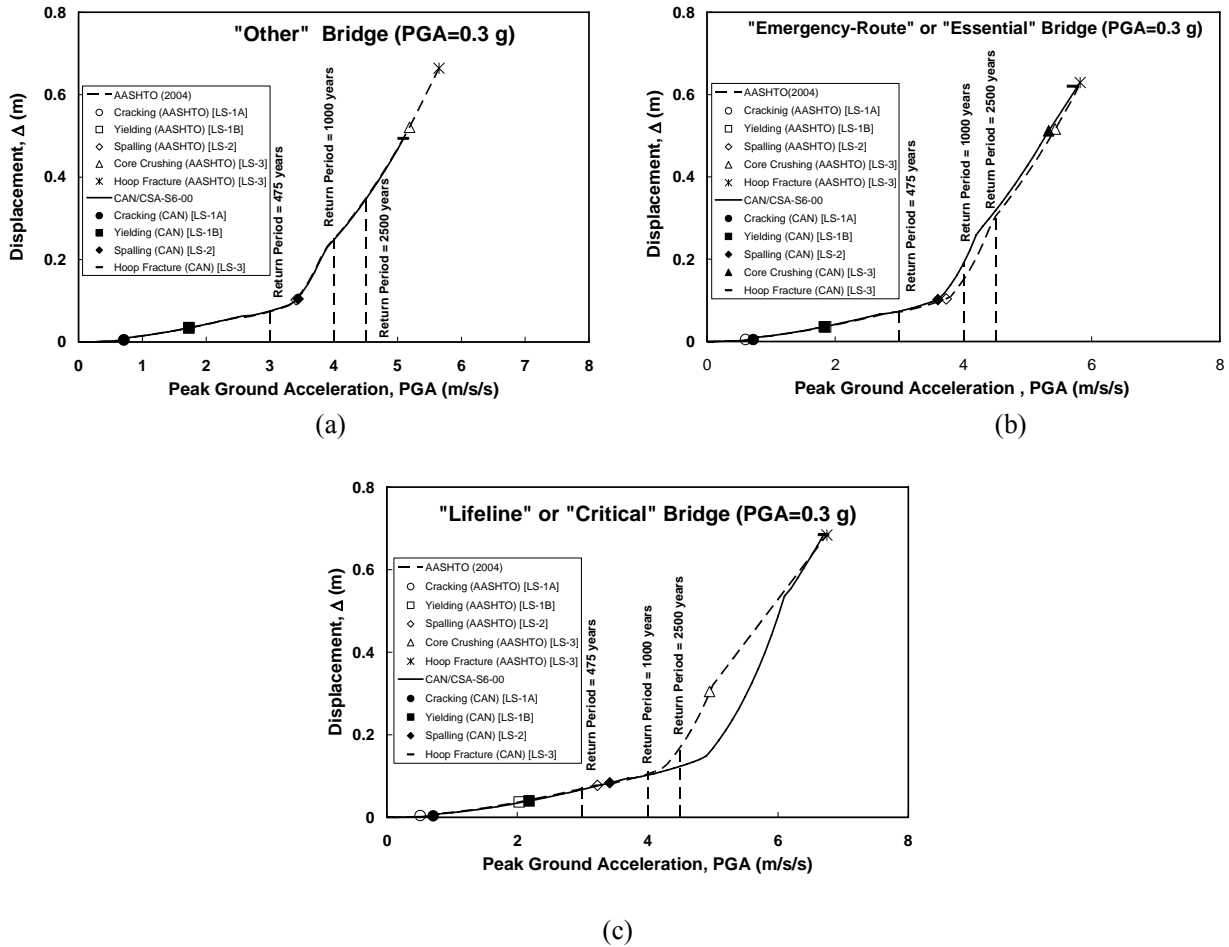 "Other" Bridge (PGA=0.3 g)
Displacement, Δ (m)
0.8
0.6
0.4
0.2
0
AASHTO (2004)
Cracking (AASHTO) [LS-1A]
Yielding (AASHTO) [LS-1B]
Spalling (AASHTO) [LS-2]
Core Crushing (AASHTO) [LS-3]
Hoop Fracture (AASHTO) [LS-3]
CAN/CSA-S6-00
Cracking (CAN) [LS-1A]
Yielding (CAN) [LS-1B]
Spalling (CAN) [LS-2]
Hoop Fracture (CAN) [LS-3]
Return Period = 475 years
Return Period = 1000 years
Return Period = 2500 years
0 1 2 3 4 5 6 7 8
Peak Ground Acceleration, PGA (m/s/s)
(a)
"Emergency-Route" or "Essential" Bridge (PGA=0.3 g)
Displacement, Δ (m)
0.8
0.6
0.4
0.2
0
AASHTO(2004)
Crackinig (AASHTO) [LS-1A]
Yielding (AASHTO) [LS-1B]
Spalling (AASHTO) [LS-2]
Core Crushing (AASHTO) [LS-3]
Hoop Fracture (AASHTO) [LS-3]
CAN/CSA-S6-00
Cracking (CAN) [LS-1A]
Yielding (CAN) [LS-1B]
Spalling (CAN) [LS-2]
Core Crushing (CAN) [LS-3]
Hoop Fracture (CAN) [LS-3]
Return Period = 475 years
Return Period = 1000 years
Return Period = 2500 years
0 2 4 6 8
Peak Ground Acceleration , PGA (m/s/s)
(b)
"Lifeline" or "Critical" Bridge (PGA=0.3 g)
Displacement, Δ (m)
0.8
0.6
0.4
0.2
0
AASHTO (2004)
Cracking (AASHTO) [LS-1A]
Yielding (AASHTO) [LS-1B]
Spalling (AASHTO) [LS-2]
Core Crushing (AASHTO) [LS-3]
Hoop Fracture (AASHTO) [LS-3]
CAN/CSA-S6-00
Cracking (CAN) [LS-1A]
Yielding (CAN) [LS-1B]
Spalling (CAN) [LS-2]
Hoop Fracture (CAN) [LS-3]
Return Period = 475 years
Return Period = 1000 years
Return Period = 2500 years
0 2 4 6 8
Peak Ground Acceleration, PGA (m/s/s)
(c)